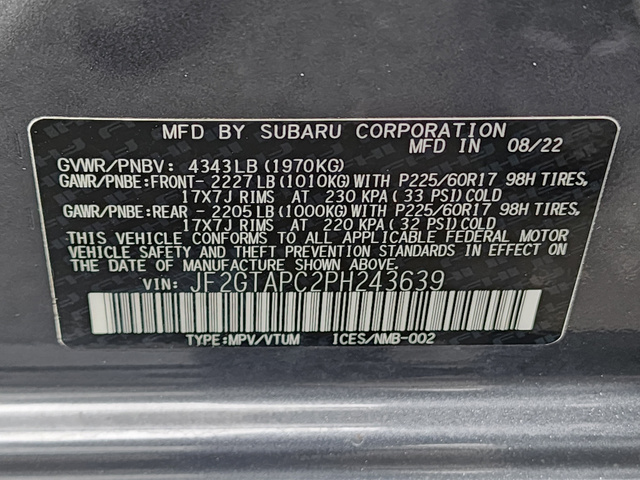 MFD BY SUBARU CORPORATION
MFD IN 08/22
GVWR/PNBV: 4343LB(1970KG)
GAWR/PNBE:FRONT- 2227LB(1010KG)WITH P225/60R17 98H TIRES,
17X7J RIMS AT 230 KPA(33 PSI)COLD
GAWR/PNBE:REAR - 2205LB(1000KG)WITH P225/60R17 98H TIRES,
17X7J RIMS AT 220 KPA(32 PSI)COLD
THIS VEHICLE CONFORMS TO ALL APPLICABLE FEDERAL MOTOR
VEHICLE SAFETY AND THEFT PREVENTION STANDARDS IN EFFECT ON
THE DATE OF MANUFACTURE SHOWN ABOVE.
VIN: JF2GTAPC2PH243639
TYPE:MPV/VTUM ICES/NMB-002